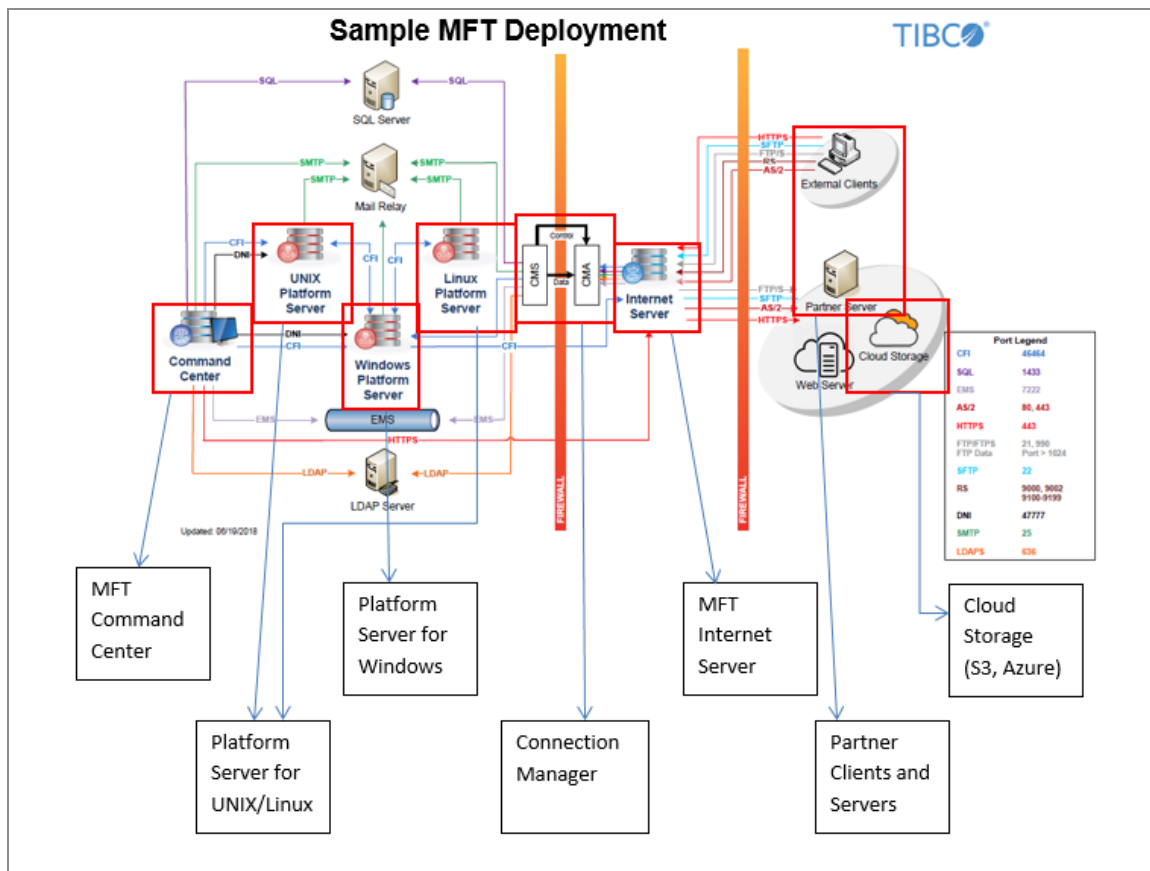 Sample MFT Deployment
TIBCO®
SQL
SQL
SQL Server
HTTPS
SFTP
FTP/S
RS
AS/2
External Clients
SMTP
SMTP
SMTP
SMTP
Mail Relay
Control
CMS
CMA
Data
CFI
DNI
CFI
CFI
UNIX
Platform
Server
Linux
Platform
Server
Internet
Server
FTP/S
SFTP
AS/2
HTTPS
Partner Server
Cloud Storage
Web Server
Command
Center
DNI
CFI
CFI
Windows
Platform
Server
EMS
EMS
EMS
HTTPS
LDAP
LDAP
LDAP Server
FIREWALL
FIREWALL
Updated: 06/19/2018
Port Legend
CFI 46464
SQL 1433
EMS 7222
AS/2 80, 443
HTTPS 443
FTP/FTPS 21, 990
FTP Data Port > 1024
SFTP 22
RS 9000, 9002
9100-9199
DNI 47777
SMTP 25
LDAPS 636
MFT
Command
Center
Platform
Server for
Windows
MFT
Internet
Server
Cloud
Storage
(S3, Azure)
Platform
Server for
UNIX/Linux
Connection
Manager
Partner
Clients and
Servers